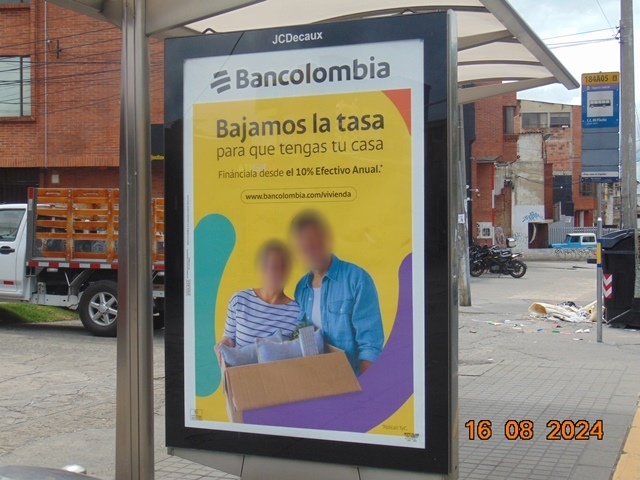 JCDecaux
Bancolombia
Bajamos la tasa
para que tengas tu casa
Fináncíala desde el 10% Efectivo Anual.*
www.bancolombia.com/vivienda
184A05
16 08 2024